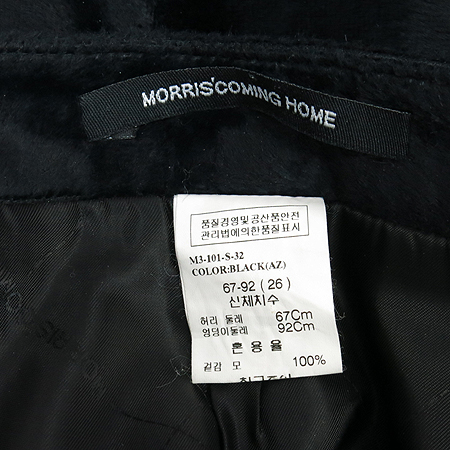 MORRIS'COMING HOME
품질경영및공산품안전
관리법에의한품질표시
M3-101-S-32
COLOR:BLACK(AZ)
67-92 ( 26 )
신체치수
허리 둘레 67Cm
엉덩이둘레 92Cm
혼 용 율
겉감 모 100%